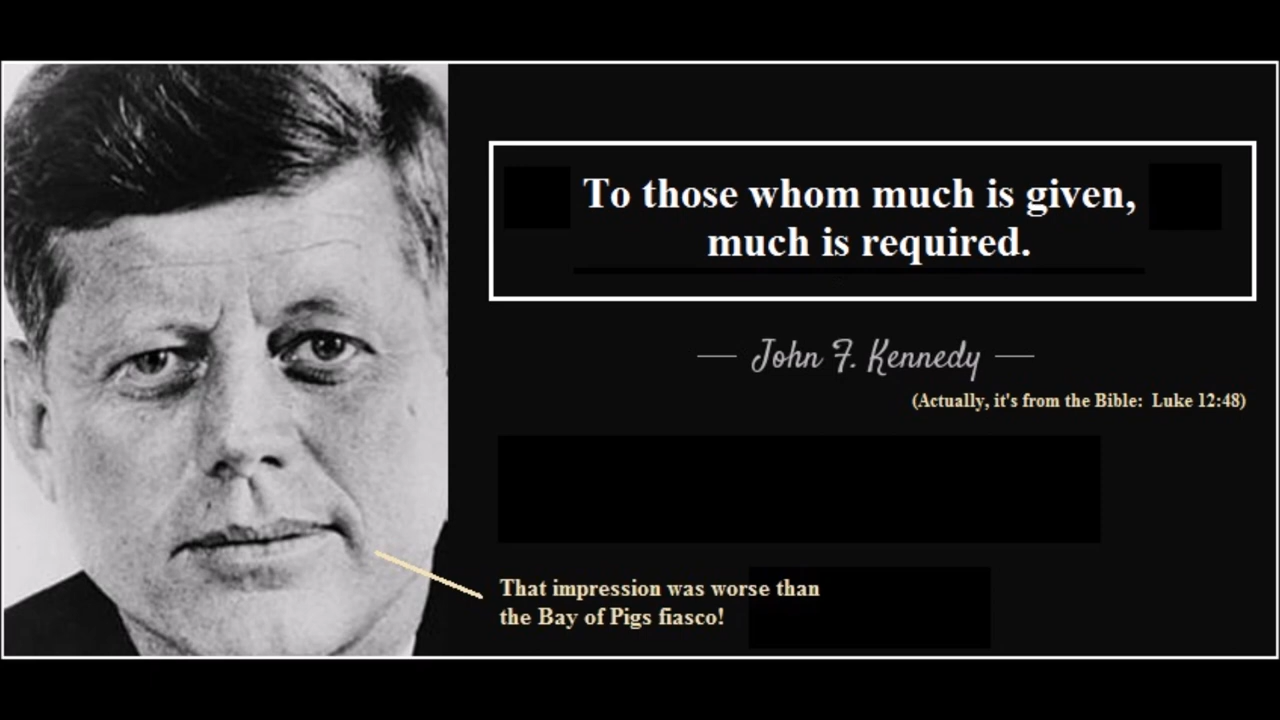 To those whom much is given,
much is required.
John F. Kennedy
(Actually, it's from the Bible: Luke 12:48)
That impression was worse than
the Bay of Pigs fiasco!